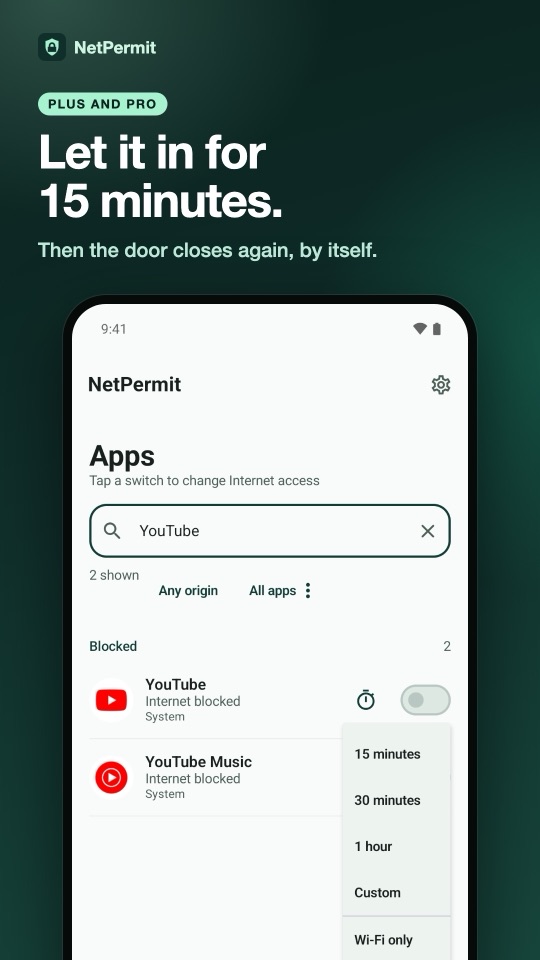 NetPermit
PLUS AND PRO
Let it in for
15 minutes.
Then the door closes again, by itself.
9:41
NetPermit
Apps
Tap a switch to change Internet access
YouTube
2 shown
Any origin
All apps
Blocked
2
YouTube
Internet blocked
System
YouTube Music
Internet blocked
System
15 minutes
30 minutes
1 hour
Custom
Wi-Fi only